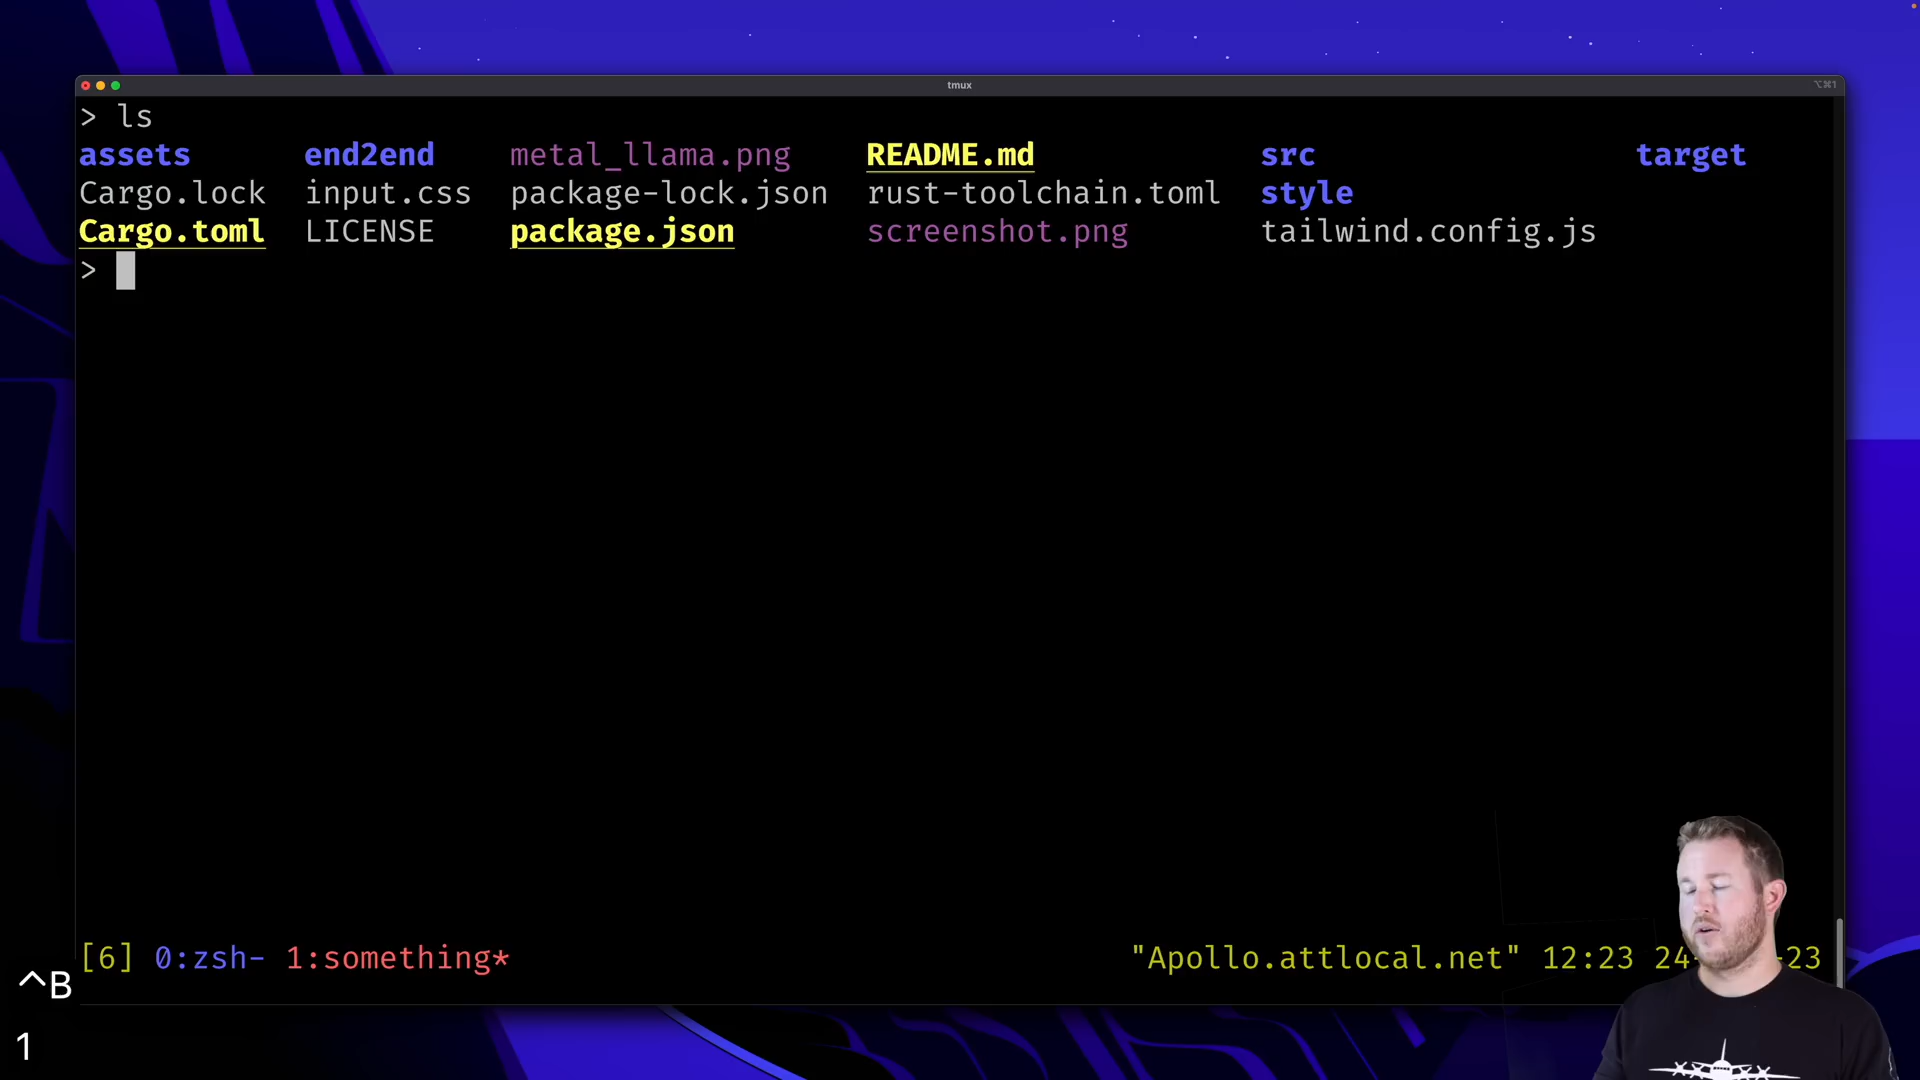 tmux
⌥⌘1
> ls
assets end2end metal_llama.png README.md src target
Cargo.lock input.css package-lock.json rust-toolchain.toml style
Cargo.toml LICENSE package.json screenshot.png tailwind.config.js
>
[6] 0:zsh- 1:something* "Apollo.attlocal.net" 12:23 24- -23
^B
1